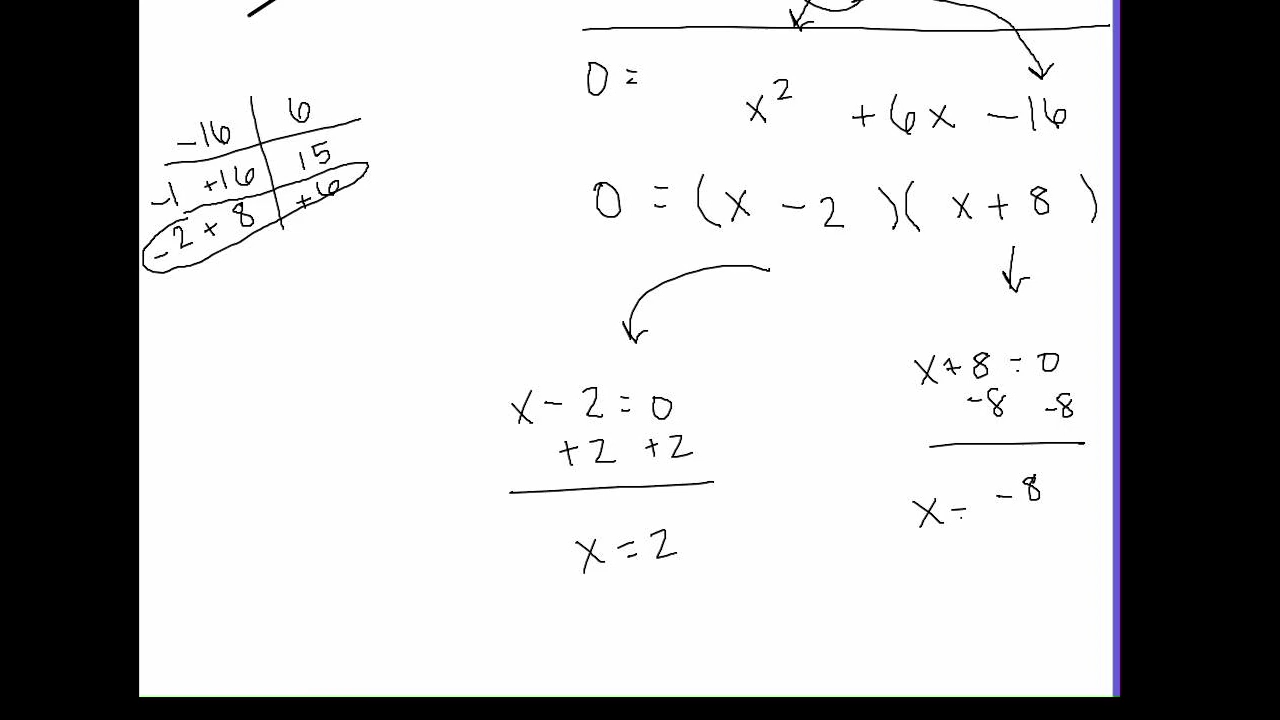 0 =
x² +6x -16
0 = (x - 2)(x + 8)
-16 | 6
-1 +16 | 15
-2 + 8 | +6
x - 2 = 0
+2 +2
x = 2
x + 8 = 0
-8 -8
x = -8